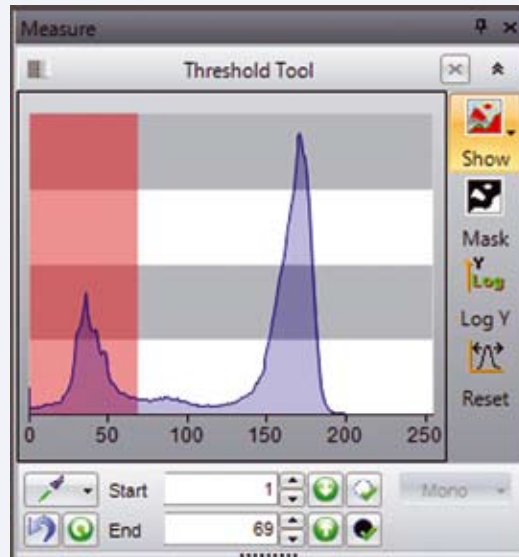 Measure
Threshold Tool
Show
Mask
Y
Log
Log Y
Reset
0 50 100 150 200 250
Start 1 Mono
End 69